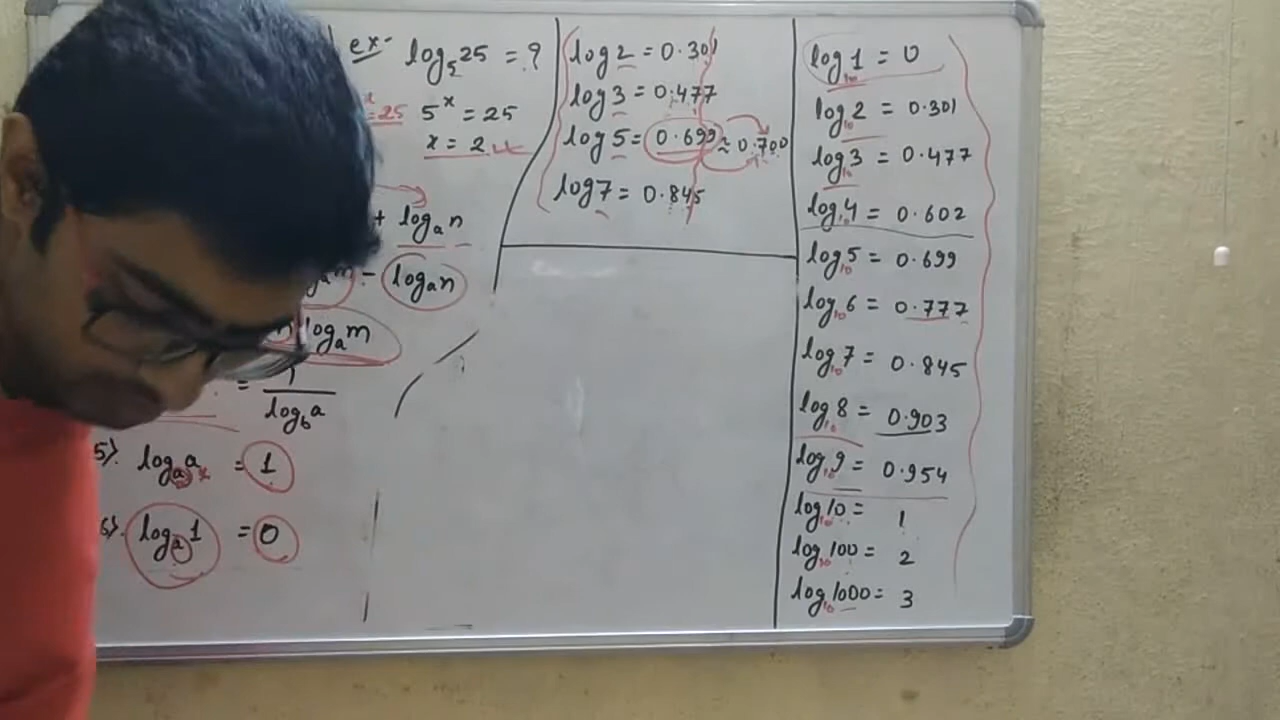 ex- log₅25 = ?
=25 5ˣ = 25
x = 2
+ logₐn
logₐm - logₐn
n logₐm
= 1/log_b a
5). logₐa = 1
6). logₐ1 = 0
log 2 = 0.301
log 3 = 0.477
log 5 = 0.699 ≈ 0.700
log 7 = 0.845
log₁₀1 = 0
log₁₀2 = 0.301
log₁₀3 = 0.477
log₁₀4 = 0.602
log₁₀5 = 0.699
log₁₀6 = 0.777
log₁₀7 = 0.845
log₁₀8 = 0.903
log₁₀9 = 0.954
log₁₀10 = 1
log₁₀100 = 2
log₁₀1000 = 3